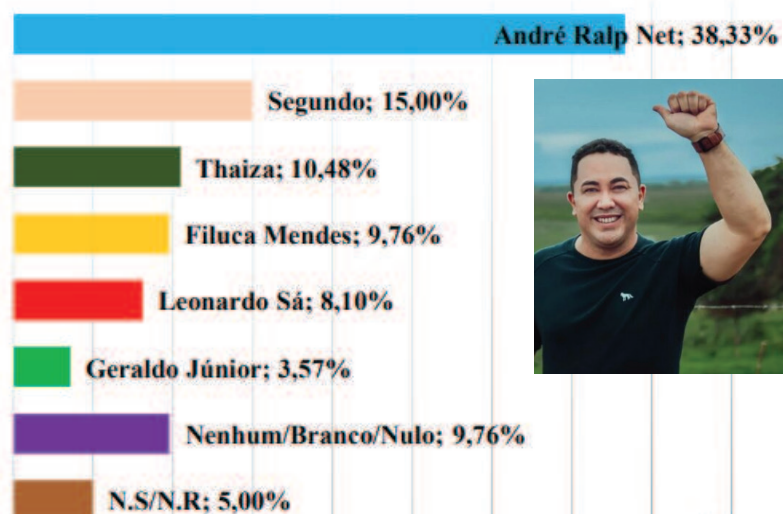 André Ralp Net; 38,33%
Segundo; 15,00%
Thaiza; 10,48%
Filuca Mendes; 9,76%
Leonardo Sá; 8,10%
Geraldo Júnior; 3,57%
Nenhum/Branco/Nulo; 9,76%
N.S/N.R; 5,00%